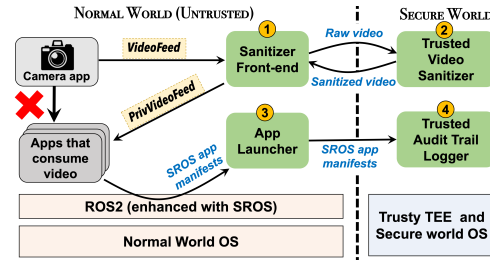 NORMAL WORLD (UNTRUSTED)
SECURE WORLD
Camera app
VideoFeed
1
Sanitizer
Front-end
Raw video
Sanitized video
2
Trusted
Video
Sanitizer
PrivVideoFeed
Apps that
consume
video
SROS app
manifests
3
App
Launcher
SROS app
manifests
4
Trusted
Audit Trail
Logger
ROS2 (enhanced with SROS)
Normal World OS
Trusty TEE and
Secure world OS